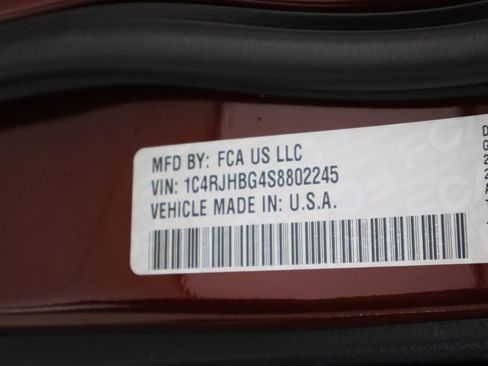 MFD BY: FCA US LLC
VIN: 1C4RJHBG4S8802245
VEHICLE MADE IN: U.S.A.